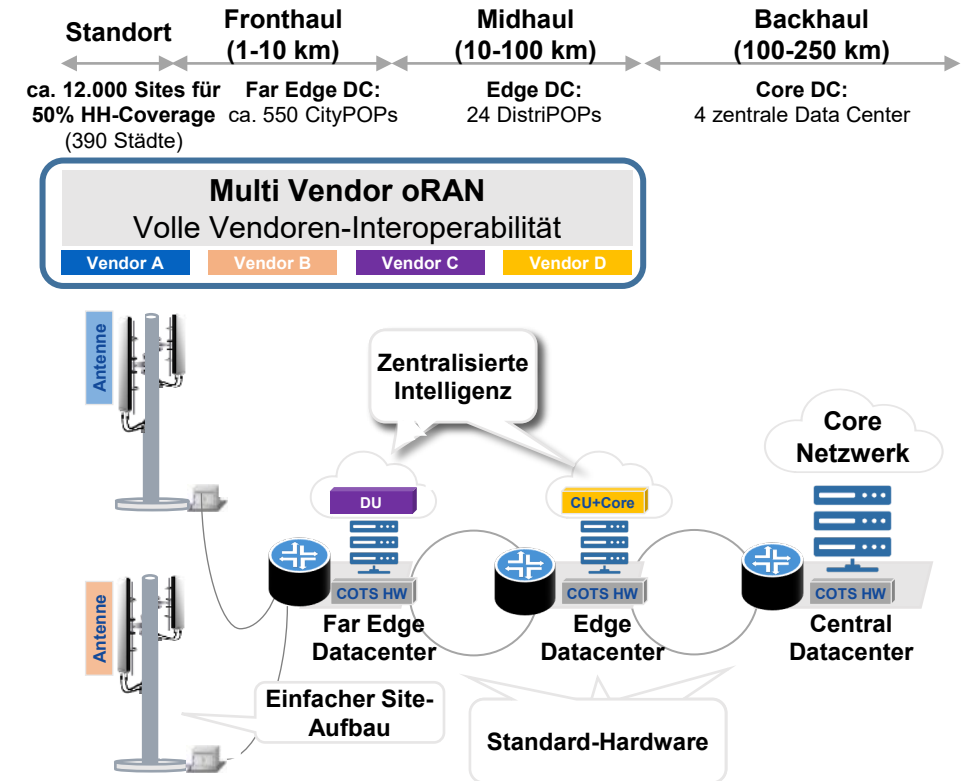 Standort
Fronthaul
(1-10 km)
Midhaul
(10-100 km)
Backhaul
(100-250 km)
ca. 12.000 Sites für
50% HH-Coverage
(390 Städte)
Far Edge DC:
ca. 550 CityPOPs
Edge DC:
24 DistriPOPs
Core DC:
4 zentrale Data Center
Multi Vendor oRAN
Volle Vendoren-Interoperabilität
Vendor A
Vendor B
Vendor C
Vendor D
Antenne
Zentralisierte
Intelligenz
Core
Netzwerk
DU
CU+Core
COTS HW
COTS HW
COTS HW
Antenne
Far Edge
Datacenter
Edge
Datacenter
Central
Datacenter
Einfacher Site-
Aufbau
Standard-Hardware